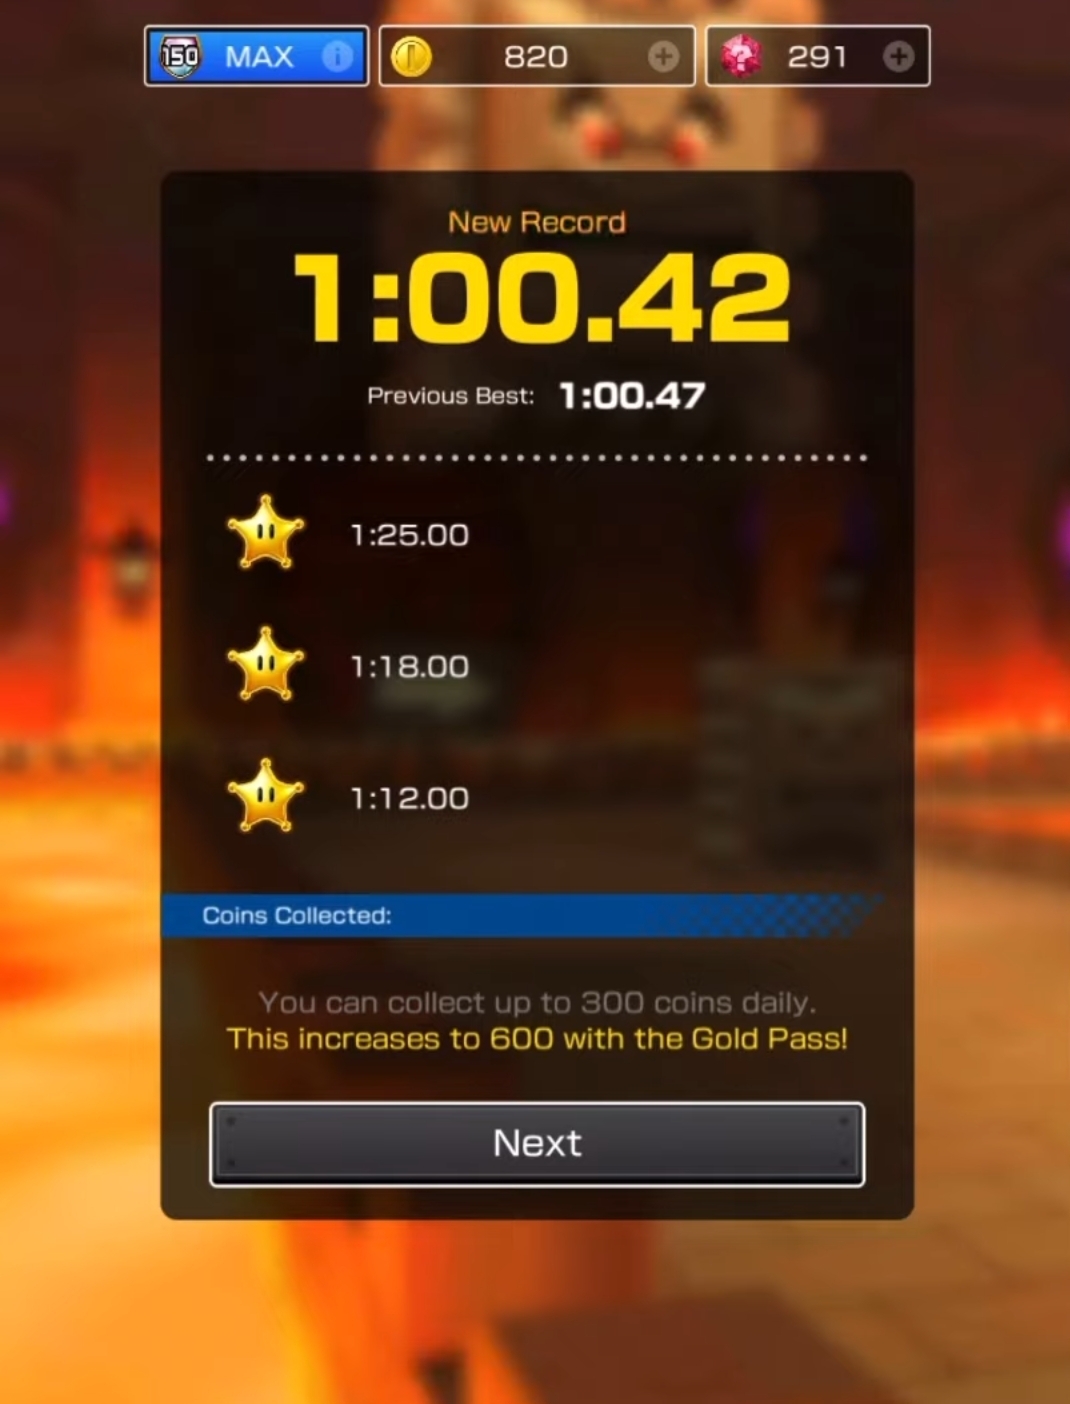 150 MAX i 820 + ? 291 +
New Record
1:00.42
Previous Best: 1:00.47
1:25.00
1:18.00
1:12.00
Coins Collected:
You can collect up to 300 coins daily.
This increases to 600 with the Gold Pass!
Next